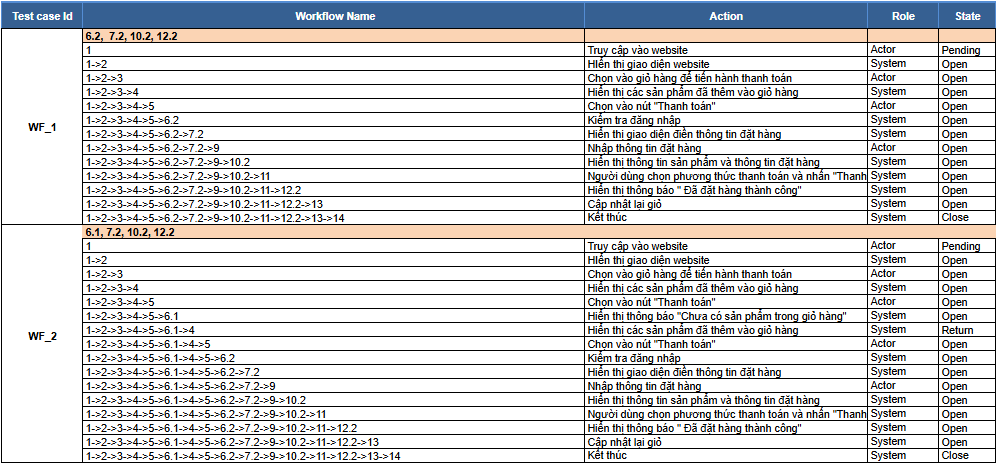 Test case Id Workflow Name Action Role State
6.2, 7.2, 10.2, 12.2
1 Truy cập vào website Actor Pending
1->2 Hiển thị giao diện website System Open
1->2->3 Chọn vào giỏ hàng để tiến hành thanh toán Actor Open
1->2->3->4 Hiển thị các sản phẩm đã thêm vào giỏ hàng System Open
1->2->3->4->5 Chọn vào nút "Thanh toán" Actor Open
1->2->3->4->5->6.2 Kiểm tra đăng nhập System Open
1->2->3->4->5->6.2->7.2 Hiển thị giao diện điền thông tin đặt hàng System Open
WF_1
1->2->3->4->5->6.2->7.2->9 Nhập thông tin đặt hàng Actor Open
1->2->3->4->5->6.2->7.2->9->10.2 Hiển thị thông tin sản phẩm và thông tin đặt hàng System Open
1->2->3->4->5->6.2->7.2->9->10.2->11 Người dùng chọn phương thức thanh toán và nhấn "Thanh System Open
1->2->3->4->5->6.2->7.2->9->10.2->11->12.2 Hiển thị thông báo " Đã đặt hàng thành công" System Open
1->2->3->4->5->6.2->7.2->9->10.2->11->12.2->13 Cập nhật lại giỏ System Open
1->2->3->4->5->6.2->7.2->9->10.2->11->12.2->13->14 Kết thúc System Close
6.1, 7.2, 10.2, 12.2
1 Truy cập vào website Actor Pending
1->2 Hiển thị giao diện website System Open
1->2->3 Chọn vào giỏ hàng để tiến hành thanh toán Actor Open
1->2->3->4 Hiển thị các sản phẩm đã thêm vào giỏ hàng System Open
1->2->3->4->5 Chọn vào nút "Thanh toán" Actor Open
1->2->3->4->5->6.1 Hiển thị thông báo "Chưa có sản phẩm trong giỏ hàng" System Open
1->2->3->4->5->6.1->4 Hiển thị các sản phẩm đã thêm vào giỏ hàng System Return
WF_2
1->2->3->4->5->6.1->4->5 Chọn vào nút "Thanh toán" Actor Open
1->2->3->4->5->6.1->4->5->6.2 Kiểm tra đăng nhập System Open
1->2->3->4->5->6.1->4->5->6.2->7.2 Hiển thị giao diện điền thông tin đặt hàng System Open
1->2->3->4->5->6.1->4->5->6.2->7.2->9 Nhập thông tin đặt hàng Actor Open
1->2->3->4->5->6.1->4->5->6.2->7.2->9->10.2 Hiển thị thông tin sản phẩm và thông tin đặt hàng System Open
1->2->3->4->5->6.1->4->5->6.2->7.2->9->10.2->11 Người dùng chọn phương thức thanh toán và nhấn "Thanh System Open
1->2->3->4->5->6.1->4->5->6.2->7.2->9->10.2->11->12.2 Hiển thị thông báo " Đã đặt hàng thành công" System Open
1->2->3->4->5->6.1->4->5->6.2->7.2->9->10.2->11->12.2->13 Cập nhật lại giỏ System Open
1->2->3->4->5->6.1->4->5->6.2->7.2->9->10.2->11->12.2->13->14 Kết thúc System Close